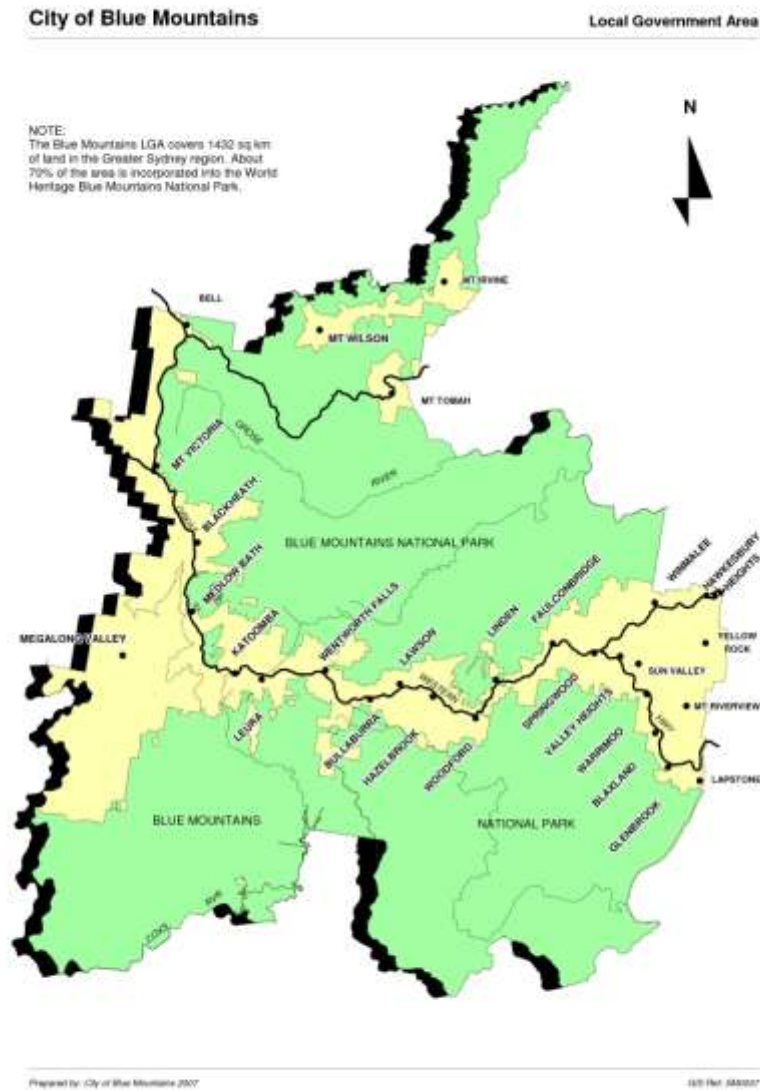 City of Blue Mountains
Local Government Area
NOTE:
The Blue Mountains LGA covers 1432 sq km
of land in the Greater Sydney region. About
70% of the area is incorporated into the World
Heritage Blue Mountains National Park.
N
BELL
MT IRVINE
MT WILSON
MT TOMAH
MT VICTORIA
GROSE
RIVER
BLACKHEATH
BLUE MOUNTAINS NATIONAL PARK
MEDLOW BATH
WINMALEE
HAWKESBURY
HEIGHTS
FAULCONBRIDGE
LINDEN
KATOOMBA
WENTWORTH FALLS
LAWSON
MEGALONG VALLEY
YELLOW
ROCK
SUN VALLEY
WESTERN
SPRINGWOOD
MT RIVERVIEW
LEURA
BULLABURRA
HAZELBROOK
WOODFORD
VALLEY HEIGHTS
WARRIMOO
HWY
BLAXLAND
LAPSTONE
GLENBROOK
BLUE MOUNTAINS
NATIONAL PARK
COXS
RVR
Prepared by: City of Blue Mountains 2007